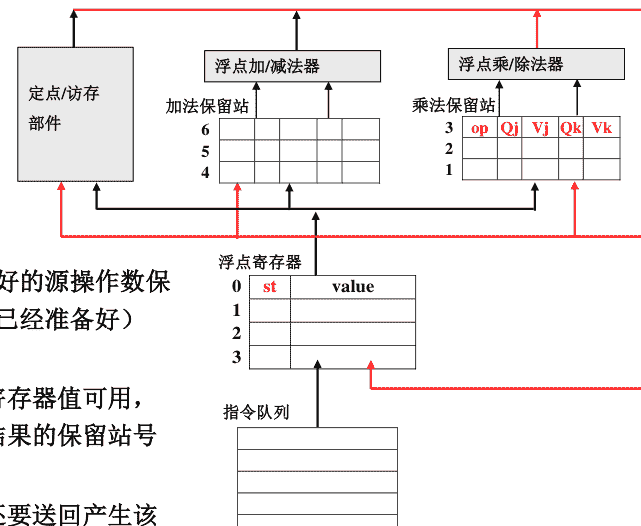 定点/访存
部件
浮点加/减法器
浮点乘/除法器
加法保留站
6
5
4
乘法保留站
3 op Qj Vj Qk Vk
2
1
浮点寄存器
0 st value
1
2
3
好的源操作数保
已经准备好）
寄存器值可用，
结果的保留站号
还要送回产生该
指令队列